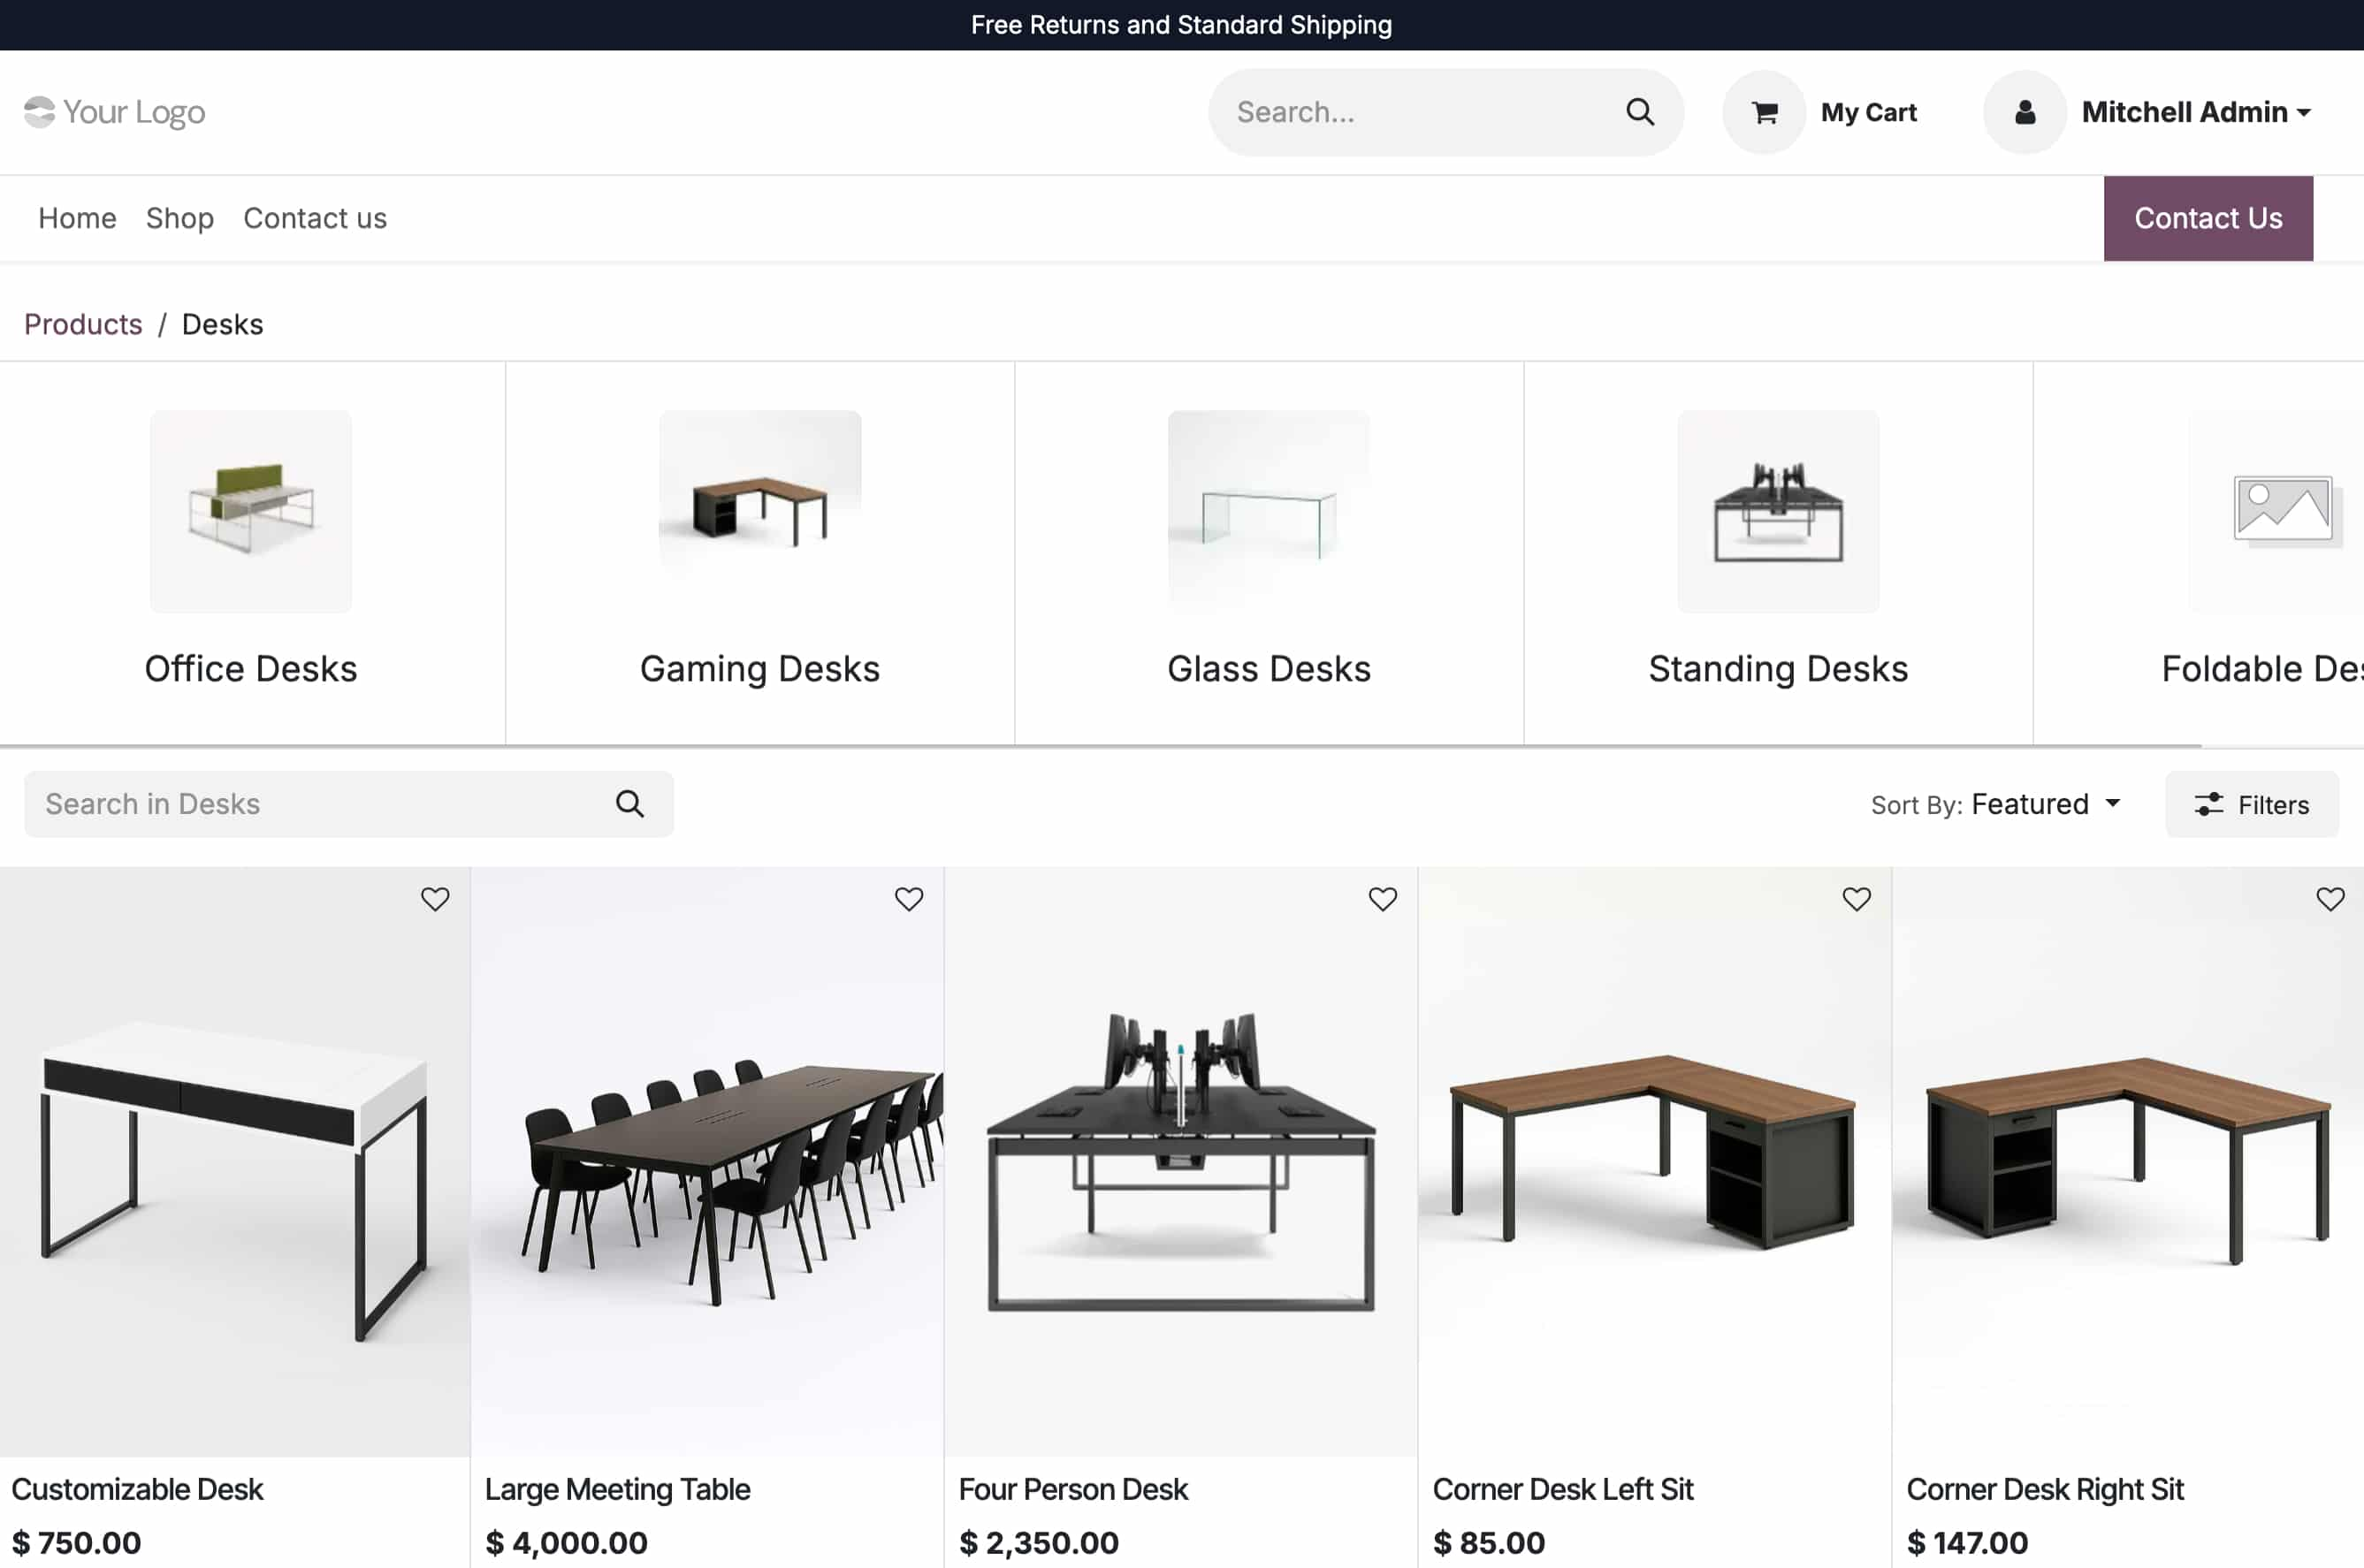 Free Returns and Standard Shipping
Your Logo
Search...
My Cart
Mitchell Admin
Home
Shop
Contact us
Contact Us
Products / Desks
Office Desks
Gaming Desks
Glass Desks
Standing Desks
Foldable
Search in Desks
Sort By: Featured
Filters
Customizable Desk
Large Meeting Table
Four Person Desk
Corner Desk Left Sit
Corner Desk Right Sit
$ 750.00
$ 4,000.00
$ 2,350.00
$ 85.00
$ 147.00